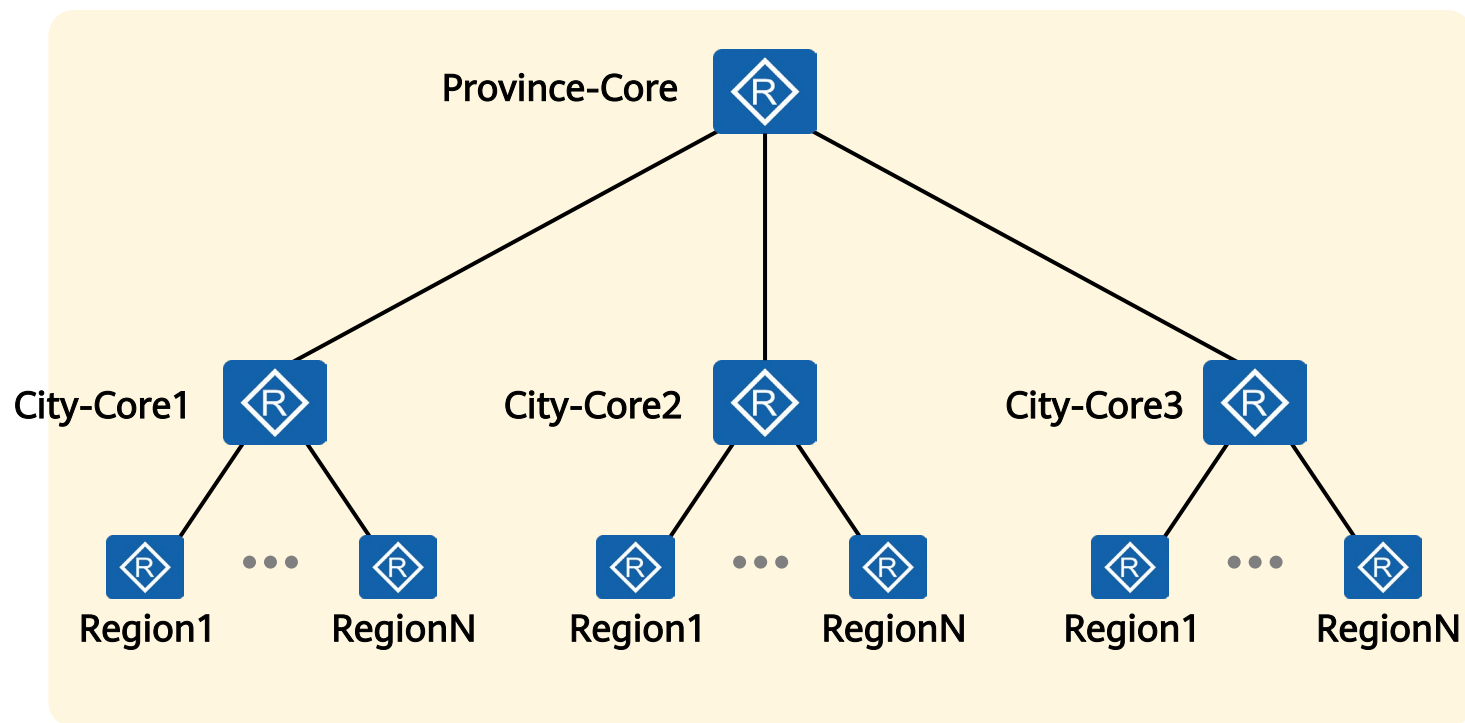 Province-Core
R
City-Core1
R
City-Core2
R
City-Core3
R
R
R
R
R
R
R
Region1
RegionN
Region1
RegionN
Region1
RegionN